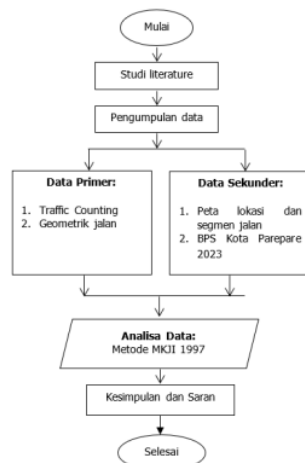 Mulai
Studi literature
Pengumpulan data
Data Primer:
1. Traffic Counting
2. Geometrik jalan
Data Sekunder:
1. Peta lokasi dan
segmen jalan
2. BPS Kota Parepare
2023
Analisa Data:
Metode MKJI 1997
Kesimpulan dan Saran
Selesai